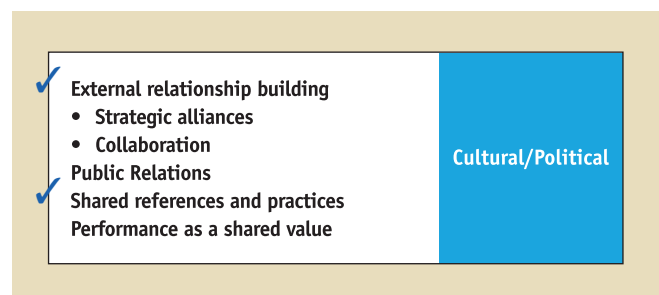 ✓ External relationship building
• Strategic alliances
• Collaboration
Public Relations
✓ Shared references and practices
Performance as a shared value
Cultural/Political